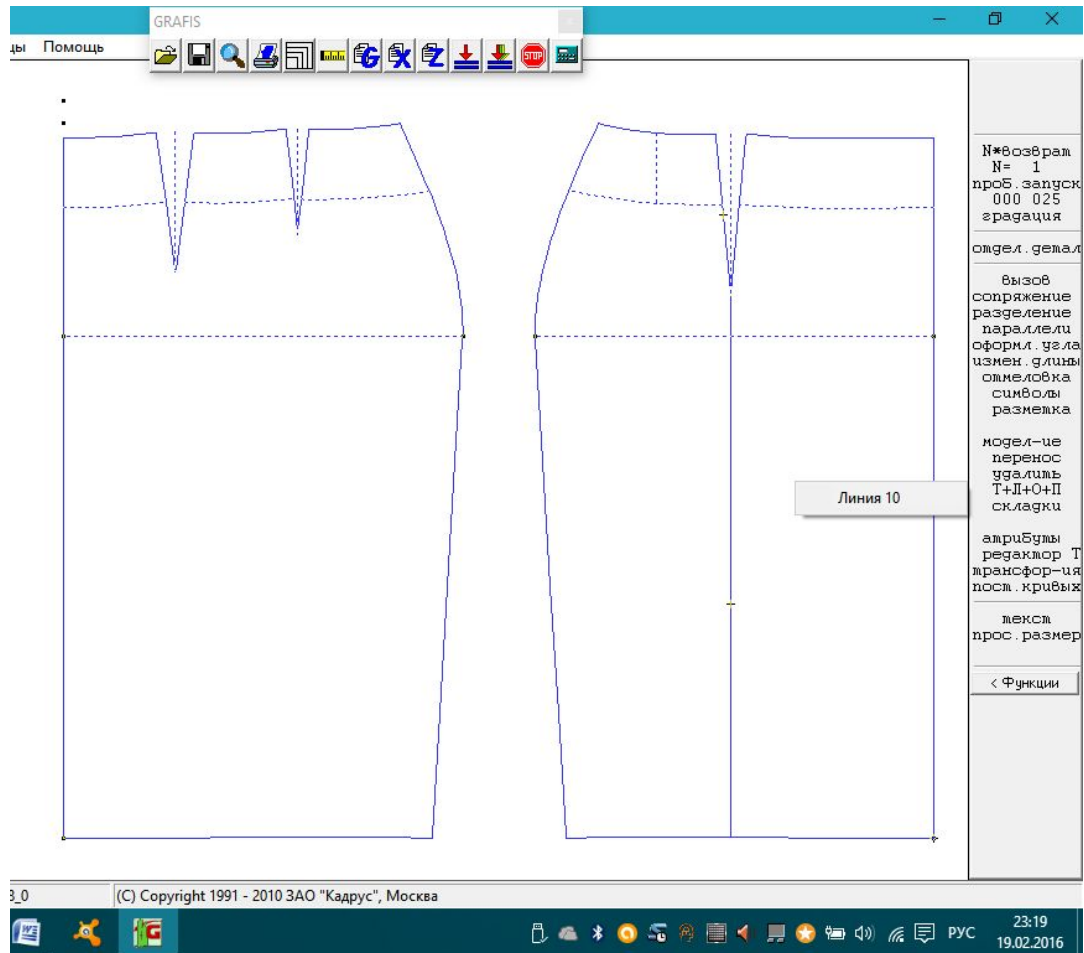 GRAFIS
цы Помощь
STOP
N*возврат
N= 1
проб.запуск
000 025
градация
отдел.детал
вызов
сопряжение
разделение
параллели
оформл.угла
измен.длины
отмеловка
символы
разметка
модел-ие
перенос
удалить
Т+Л+О+П
складки
Линия 10
атрибуты
редактор Т
трансфор-ия
пост.кривых
текст
прос.размер
< Функции
3_0
(C) Copyright 1991 - 2010 ЗАО "Кадрус", Москва
РУС
23:19
19.02.2016